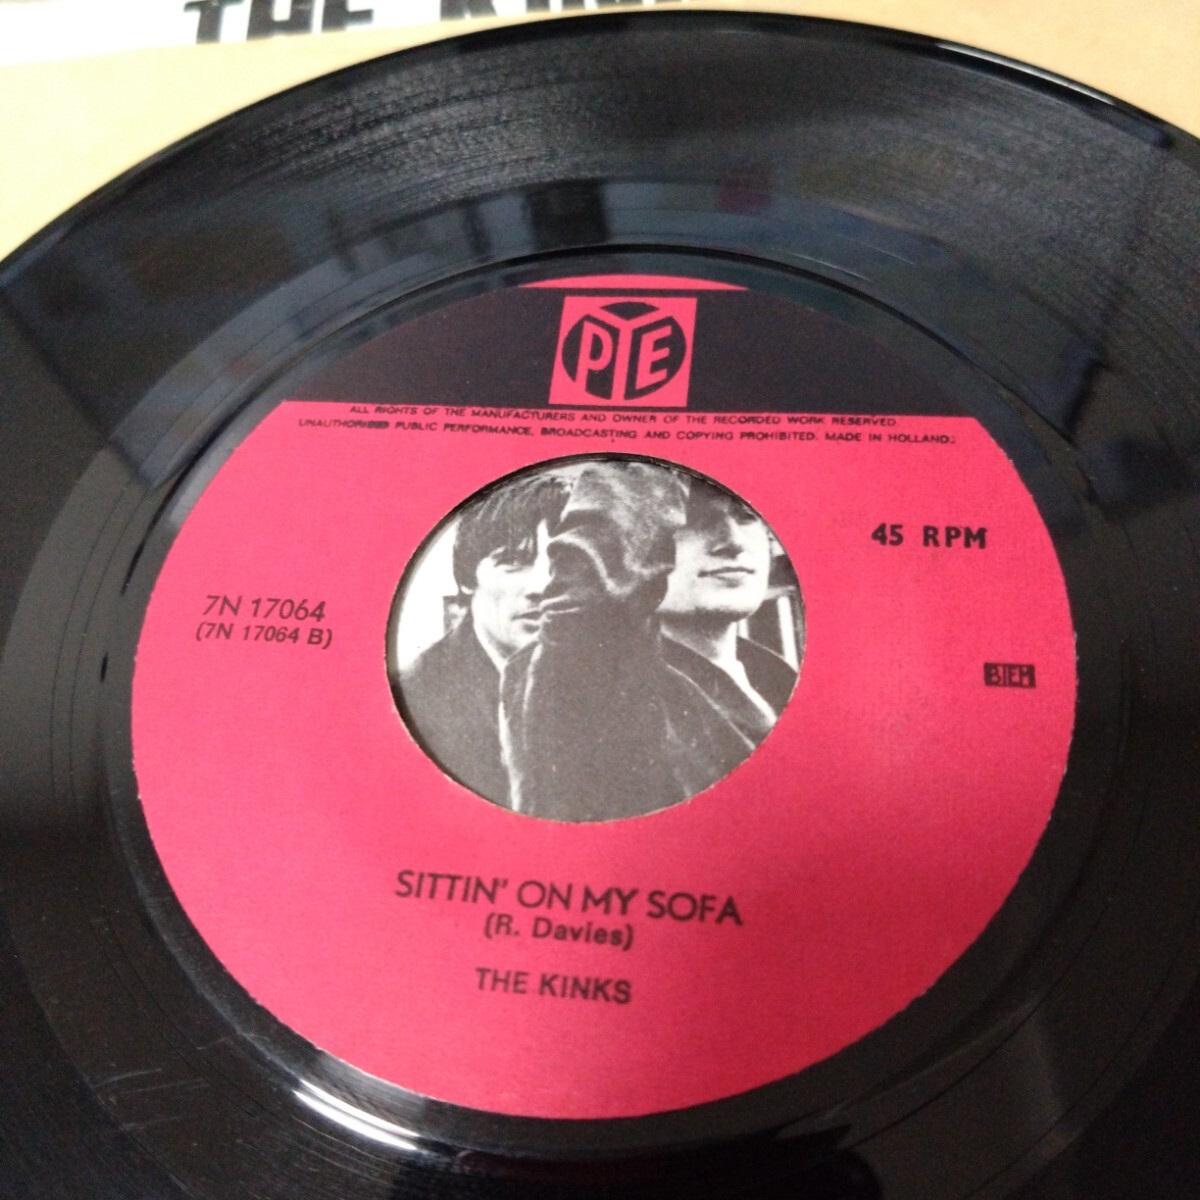 THE KIN
PYE
ALL RIGHTS OF THE MANUFACTURERS AND OWNER OF THE RECORDED WORK RESERVED.
UNAUTHORISED PUBLIC PERFORMANCE, BROADCASTING AND COPYING PROHIBITED. MADE IN HOLLAND.
45 RPM
7N 17064
(7N 17064 B)
BIEM
SITTIN' ON MY SOFA
(R. Davies)
THE KINKS